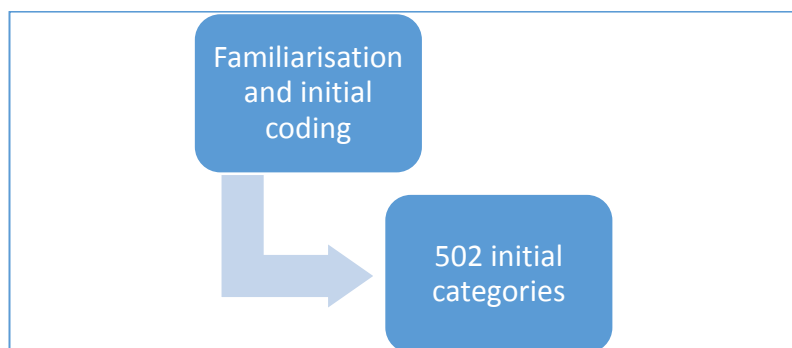 Familiarisation
and initial
coding
502 initial
categories